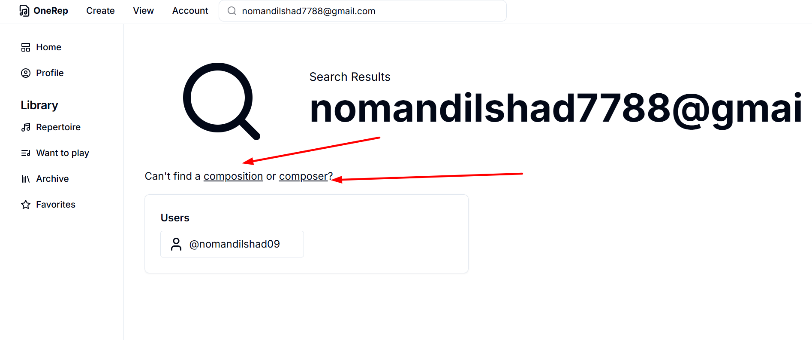 OneRep Create View Account nomandilshad7788@gmail.com
Home
Profile
Library
Repertoire
Want to play
Archive
Favorites
Search Results
nomandilshad7788@gmai
Can't find a composition or composer?
Users
@nomandilshad09